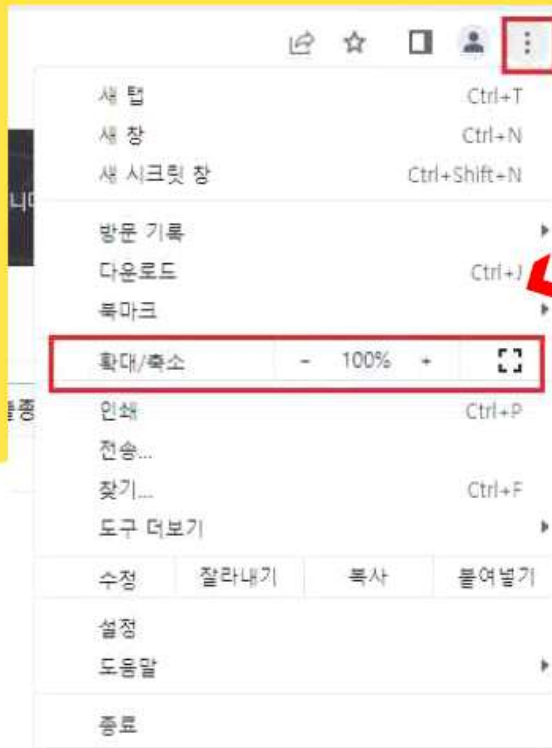 새 탭 Ctrl+T
새 창 Ctrl+N
새 시크릿 창 Ctrl+Shift+N
니다
방문 기록
다운로드 Ctrl+J
북마크
확대/축소 - 100% +
종
인쇄 Ctrl+P
전송...
찾기... Ctrl+F
도구 더보기
수정 잘라내기 복사 붙여넣기
설정
도움말
종료